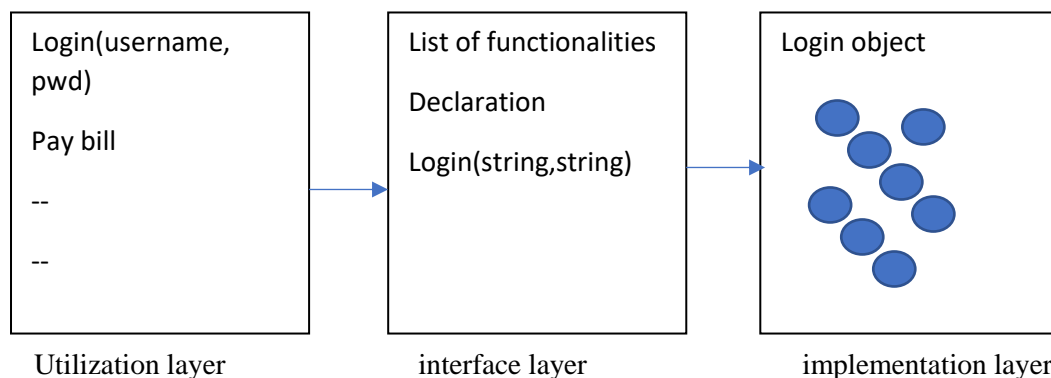 Login(username,
pwd)
Pay bill
--
--
List of functionalities
Declaration
Login(string,string)
Login object
Utilization layer
interface layer
implementation layer